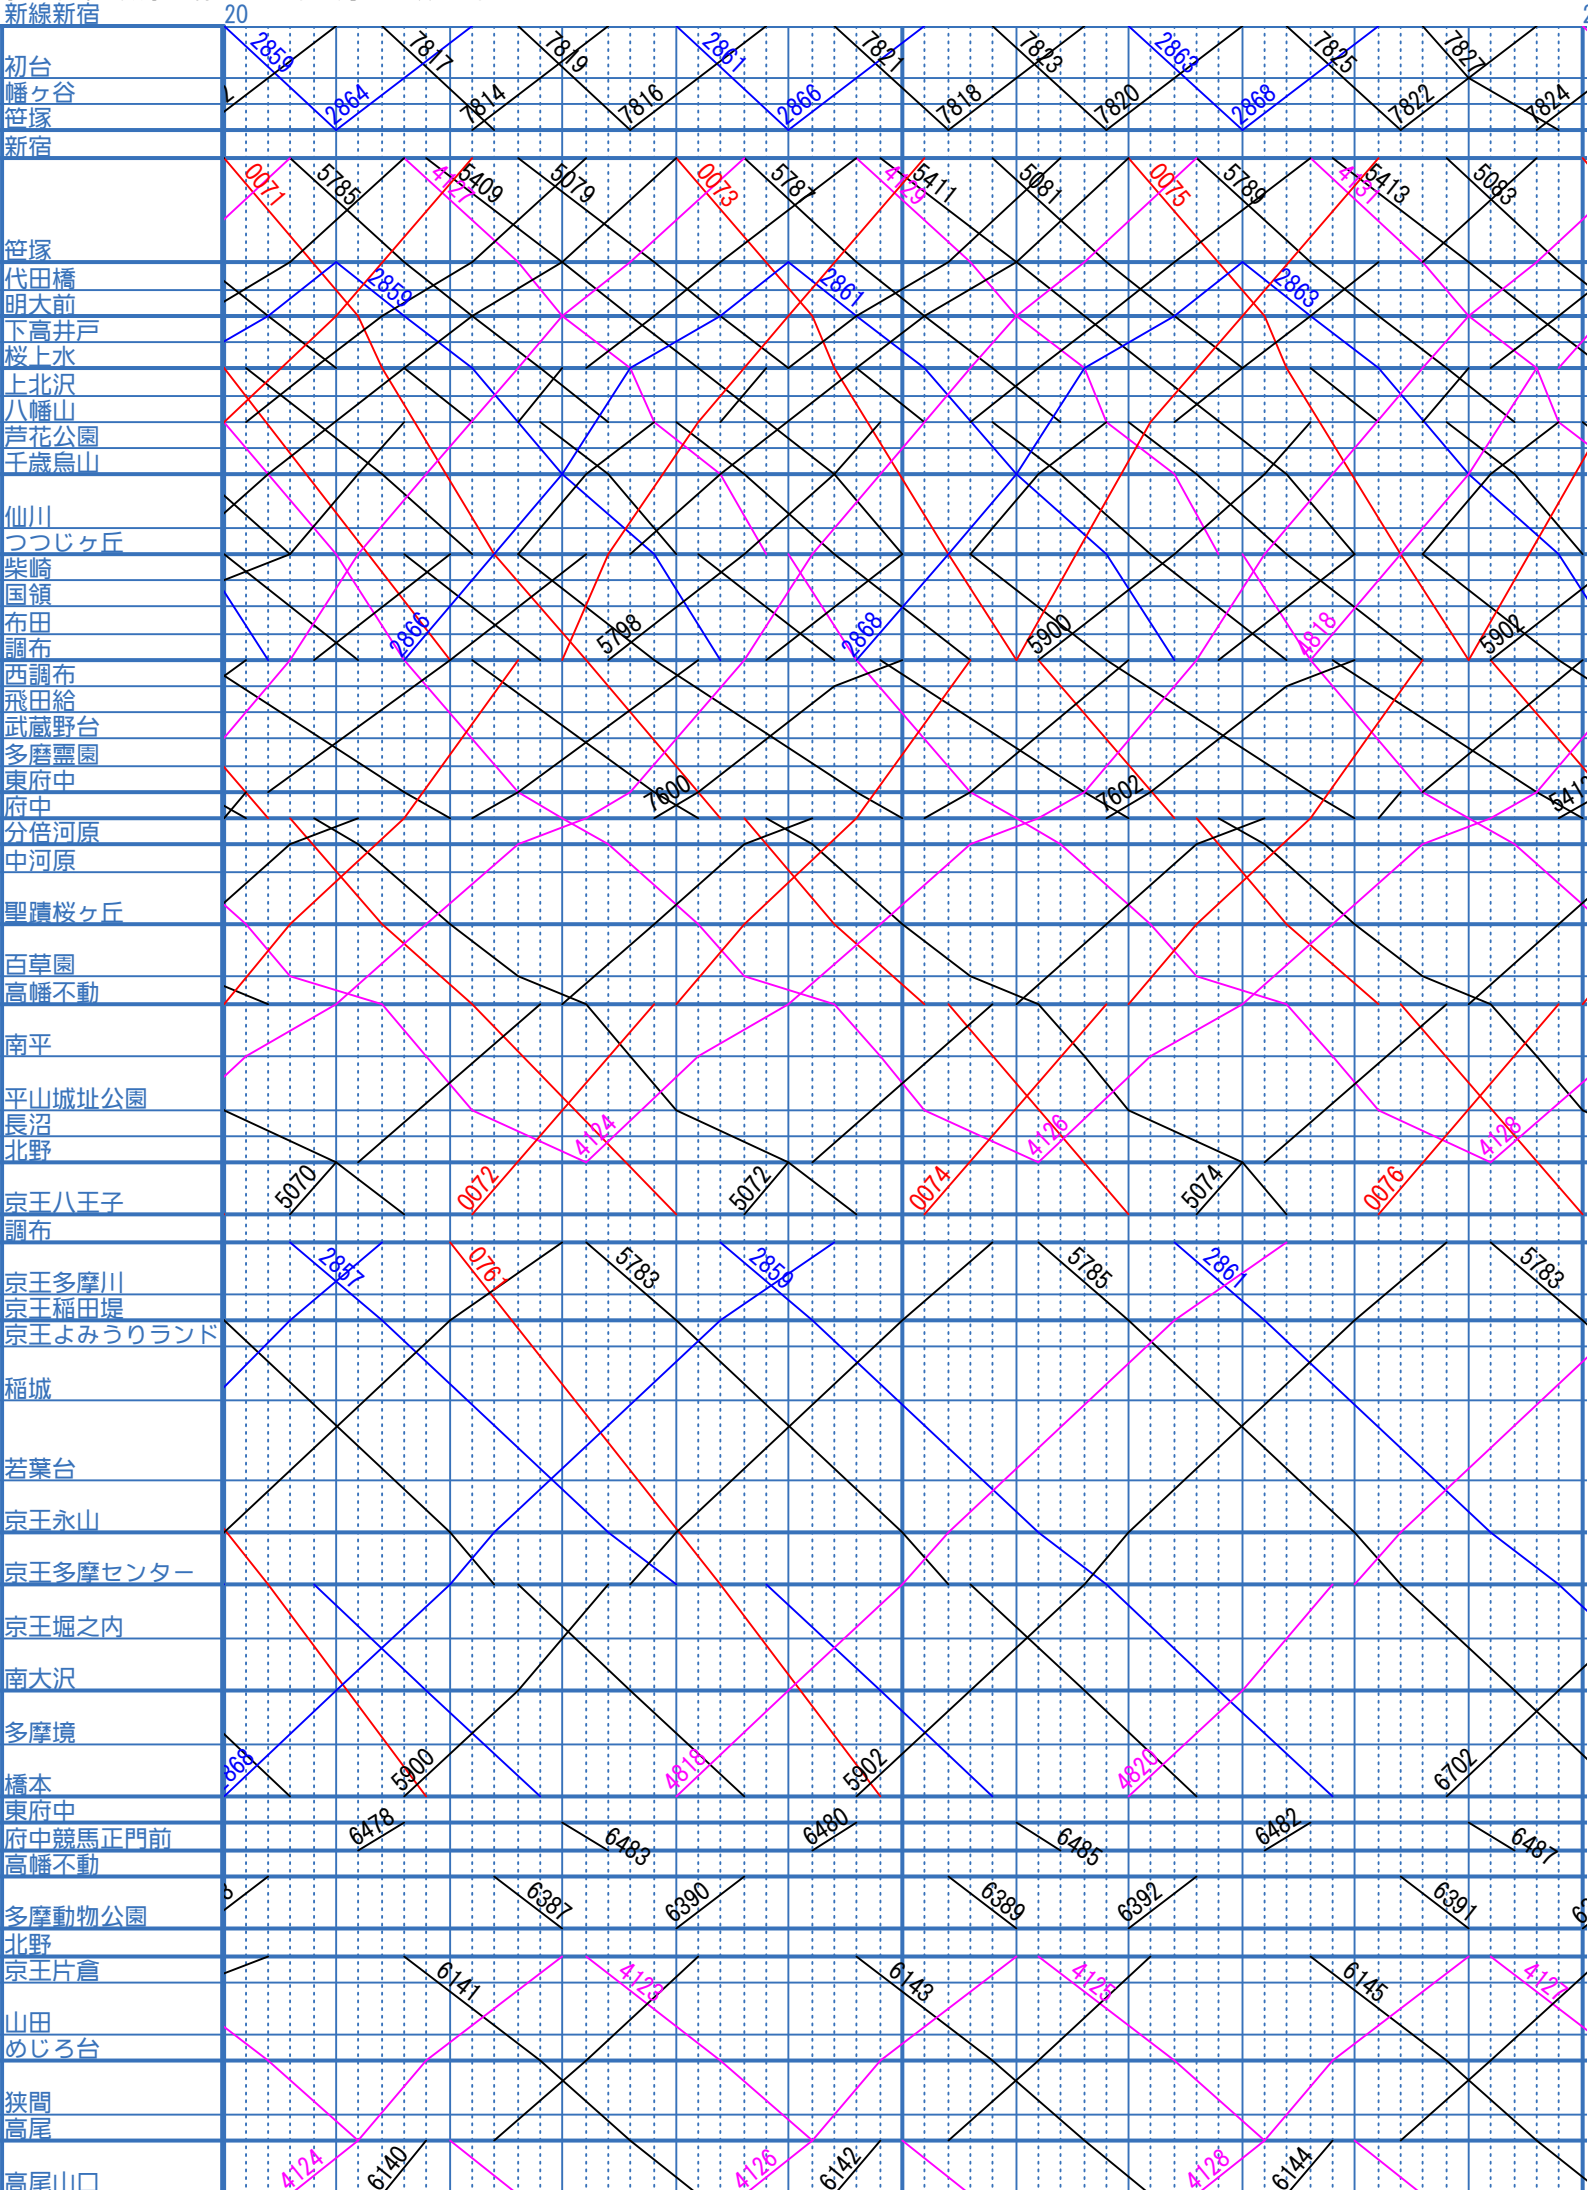 新線新宿 20
2859 7817 7819 2861 7821 7823 2863 7825 7827
初台
幡ヶ谷
2864 7814 7816 2866 7818 7820 2868 7822 7824
笹塚
新宿
0071 5785 4127 5409 5079 0073 5787 4129 5411 5081 0075 5789 4131 5413 5083
笹塚
代田橋
2859 2861 2863
明大前
下高井戸
桜上水
上北沢
八幡山
芦花公園
千歳烏山
仙川
つつじヶ丘
柴崎
国領
布田
2866 5798 2868 5900 4818 5902
調布
西調布
飛田給
武蔵野台
多磨霊園
東府中
7600 7602
府中
分倍河原
中河原
聖蹟桜ヶ丘
百草園
高幡不動
南平
平山城址公園
長沼
4124 4126 4128
北野
5070 0072 5072 0074 5074 0076
京王八王子
調布
2857 0761 5783 2859 5785 2861 5783
京王多摩川
京王稲田堤
京王よみうりランド
稲城
若葉台
京王永山
京王多摩センター
京王堀之内
南大沢
多摩境
868 5900 4818 5902 4820 6702
橋本
東府中
6478 6483 6480 6485 6482 6487
府中競馬正門前
高幡不動
6387 6390 6389 6392 6391
多摩動物公園
北野
京王片倉
6141 4123 6143 4125 6145 4127
山田
めじろ台
狭間
高尾
4124 6140 4126 6142 4128 6144
高尾山口